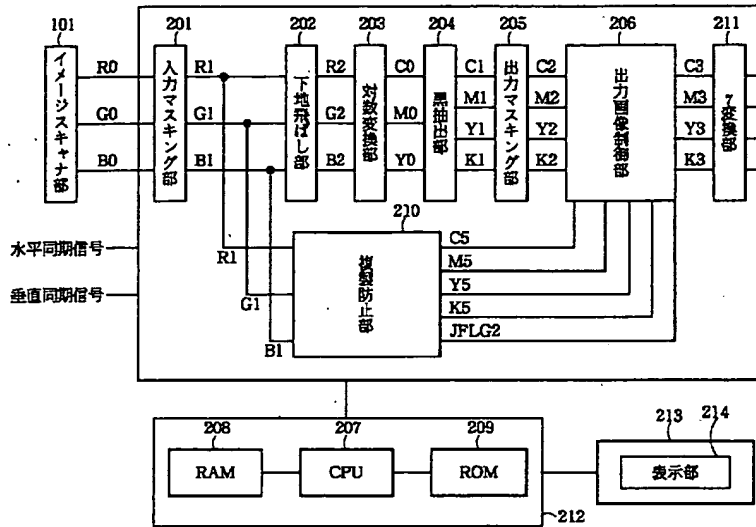 101 201 202 203 204 205 206 211
イメージスキャナ部
R0
G0
B0
入力マスキング部
R1
G1
B1
下地飛ばし部
R2
G2
B2
対数変換部
C0
M0
Y0
黒抽出部
C1
M1
Y1
K1
出力マスキング部
C2
M2
Y2
K2
出力画像制御部
C3
M3
Y3
K3
γ変換部
水平同期信号
垂直同期信号
R1
G1
B1
210
複製防止部
C5
M5
Y5
K5
JFLG2
208 207 209
RAM CPU ROM
212
213 214
表示部